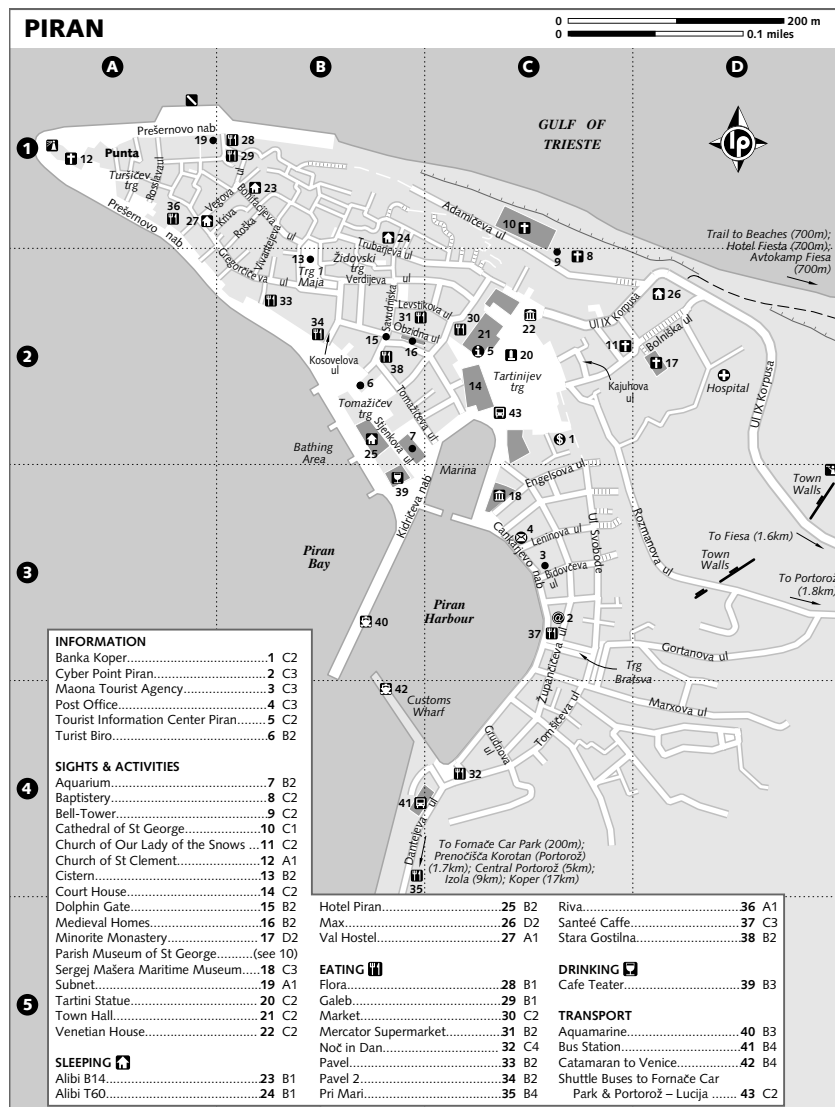 PIRAN
0 200 m
0 0.1 miles
A B C D
1
2
3
4
5
GULF OF
TRIESTE
Prešernovo nab
19
28
29
12
Punta
Turšičev
trg
Rosslavaul
36
27
Prešernovo nab
Vegova
Kriva
Roška
Bonifacijeva ul
Vivantejeva
23
Gregorčičeva ul
24
Trubarjeva ul
13
Trg 1
Maja
Židovski
trg
Verdijeva ul
Adamičeva ul
10
9
8
Trail to Beaches (700m);
Hotel Fiesta (700m);
Avtokamp Fiesa
(700m)
33
34
Kosovelova
ul
Savudrijska
Levstikova ul
31
Obzidna ul
15
16
38
30
21
5
22
20
Tartinijev
trg
14
43
Ul IX Korpusa
26
11
Bolniška ul
17
Kajuhova
ul
Hospital
Ul IX Korpusa
6
Tomažičev
trg
Tomažičeva ul
Stjenkova ul
7
25
Bathing
Area
39
Marina
1
Engelsova ul
18
Kidričeva nab
Cankarjevo nab
4
Leninova ul
3
Bidovčeva
ul
Ul Svobode
Rozmanova ul
Town
Walls
To Fiesa (1.6km)
Town
Walls
To Portorož
(1.8km)
Piran
Bay
Piran
Harbour
40
2
37
Župančičeva ul
Gortanova ul
Trg
Bratsva
Marxova ul
42
Customs
Wharf
Grudnova
ul
Tomšičeva ul
32
41
Dantejeva ul
35
To Fornače Car Park (200m);
Prenočišča Korotan (Portorož)
(1.7km); Central Portorož (5km);
Izola (9km); Koper (17km)
lp
INFORMATION
Banka Koper 1 C2
Cyber Point Piran 2 C3
Maona Tourist Agency 3 C3
Post Office 4 C3
Tourist Information Center Piran 5 C2
Turist Biro 6 B2
SIGHTS & ACTIVITIES
Aquarium 7 B2
Baptistery 8 C2
Bell-Tower 9 C2
Cathedral of St George 10 C1
Church of Our Lady of the Snows 11 C2
Church of St Clement 12 A1
Cistern 13 B2
Court House 14 C2
Dolphin Gate 15 B2
Medieval Homes 16 B2
Minorite Monastery 17 D2
Parish Museum of St George (see 10)
Sergej Mašera Maritime Museum 18 C3
Subnet 19 A1
Tartini Statue 20 C2
Town Hall 21 C2
Venetian House 22 C2
SLEEPING
Alibi B14 23 B1
Alibi T60 24 B1
Hotel Piran 25 B2
Max 26 D2
Val Hostel 27 A1
EATING
Flora 28 B1
Galeb 29 B1
Market 30 C2
Mercator Supermarket 31 B2
Noč in Dan 32 C4
Pavel 33 B2
Pavel 2 34 B2
Pri Mari 35 B4
Riva 36 A1
Santeé Caffe 37 C3
Stara Gostilna 38 B2
DRINKING
Cafe Teater 39 B3
TRANSPORT
Aquamarine 40 B3
Bus Station 41 B4
Catamaran to Venice 42 B4
Shuttle Buses to Fornače Car
Park & Portorož – Lucija 43 C2